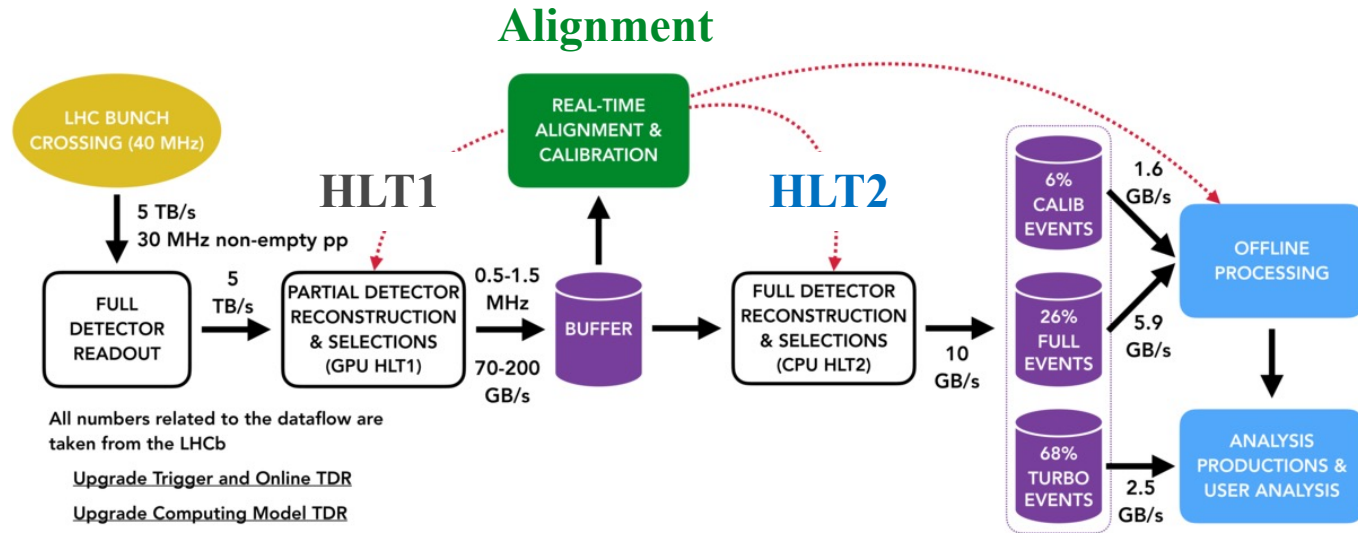 Alignment
LHC BUNCH
CROSSING (40 MHz)
REAL-TIME
ALIGNMENT &
CALIBRATION
HLT1
HLT2
5 TB/s
30 MHz non-empty pp
FULL
DETECTOR
READOUT
5
TB/s
PARTIAL DETECTOR
RECONSTRUCTION
& SELECTIONS
(GPU HLT1)
0.5-1.5
MHz
70-200
GB/s
BUFFER
FULL DETECTOR
RECONSTRUCTION
& SELECTIONS
(CPU HLT2)
10
GB/s
6%
CALIB
EVENTS
1.6
GB/s
26%
FULL
EVENTS
5.9
GB/s
68%
TURBO
EVENTS
2.5
GB/s
OFFLINE
PROCESSING
ANALYSIS
PRODUCTIONS &
USER ANALYSIS
All numbers related to the dataflow are
taken from the LHCb
Upgrade Trigger and Online TDR
Upgrade Computing Model TDR